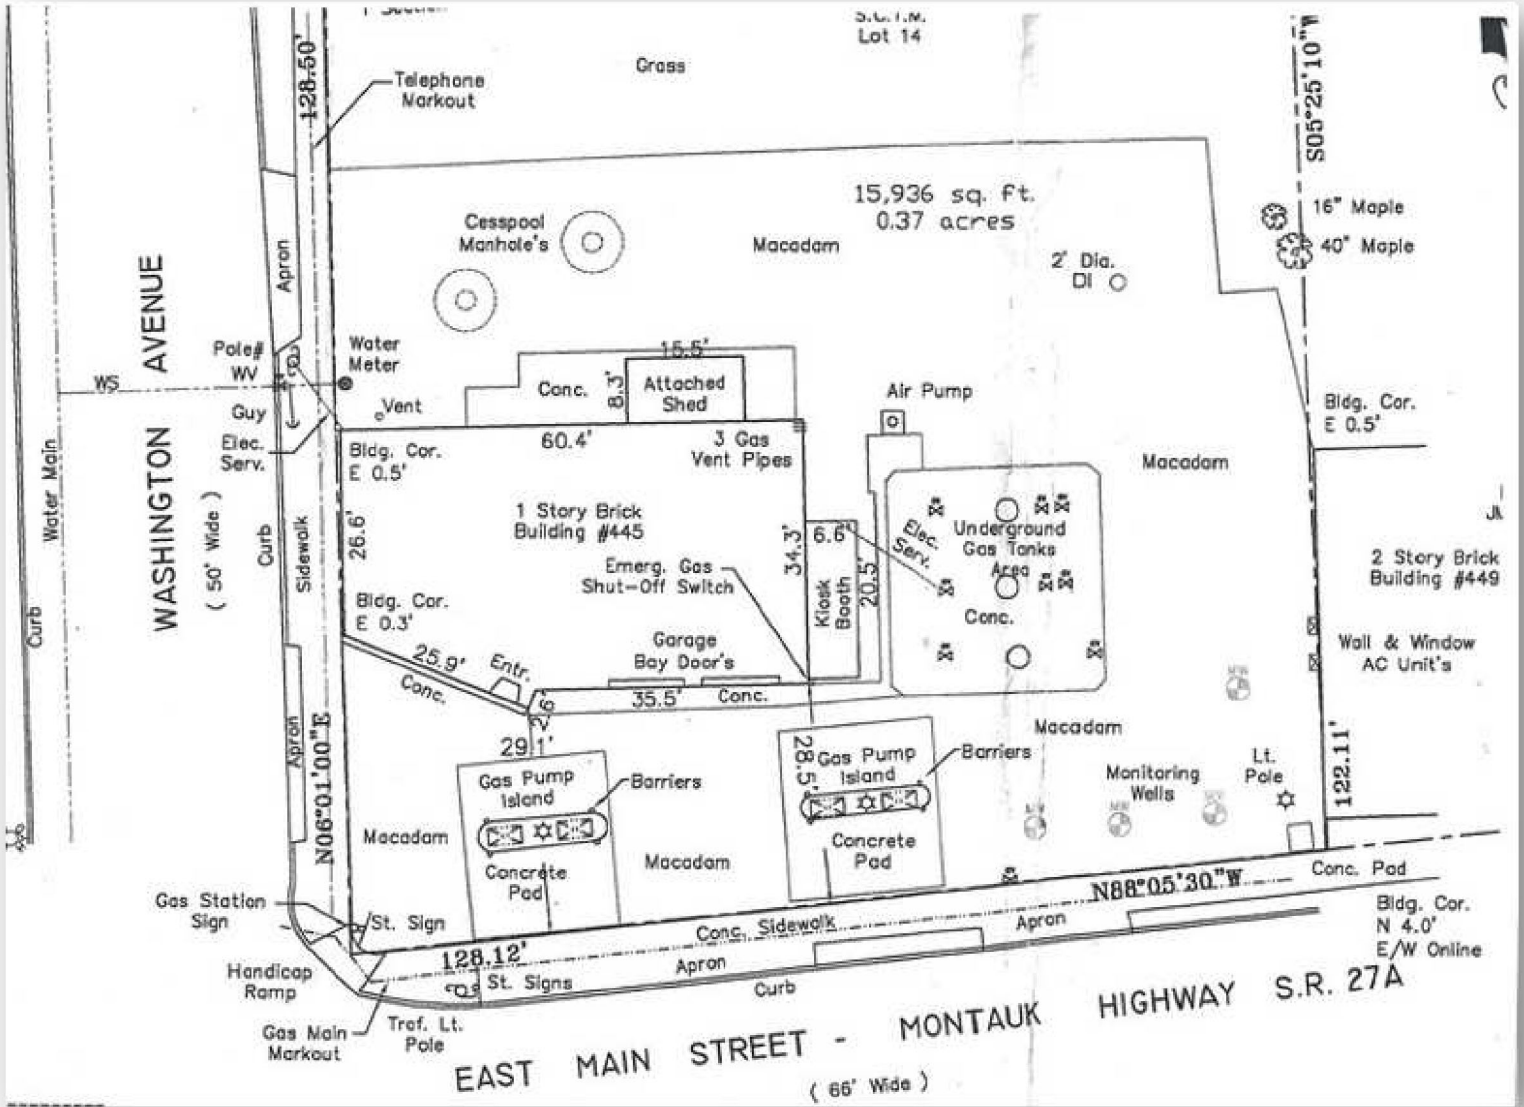 S.C.T.M.
Lot 14
Grass
128.50'
Telephone
Markout
S05°25'10"W
15,936 sq. ft.
0.37 acres
16" Maple
40" Maple
Cesspool
Manhole's
Macadam
2' Dia.
DI
Apron
WASHINGTON AVENUE
( 50' Wide )
Water Main
Curb
Pole#
WV
WS
Guy
Elec.
Serv.
Water
Meter
Vent
15.5'
Conc.
8.3'
Attached
Shed
Air Pump
Bldg. Cor.
E 0.5'
60.4'
3 Gas
Vent Pipes
Bldg. Cor.
E 0.5'
Macadam
1 Story Brick
Building #445
26.6'
Curb
Sidewalk
34.3'
6.6'
Elec.
Serv.
Underground
Gas Tanks
Area
Conc.
20.5'
Kiosk
Booth
Emerg. Gas
Shut-Off Switch
2 Story Brick
Building #449
Bldg. Cor.
E 0.3'
Garage
Bay Door's
Wall & Window
AC Unit's
25.9'
Entr.
Conc.
35.5'
Conc.
2.6'
MW
29.1'
28.5'
Macadam
Apron
N06°01'00"E
Gas Pump
Island
Barriers
Gas Pump
Island
Barriers
Monitoring
Wells
Lt.
Pole
122.11'
MW
MW
MW
Macadam
Concrete
Pad
Macadam
Concrete
Pad
Conc. Pad
N88°05'30"W
Gas Station
Sign
St. Sign
Conc. Sidewalk
Apron
Bldg. Cor.
N 4.0'
E/W Online
128.12'
Apron
Handicap
Ramp
St. Signs
Curb
Gas Main
Markout
Traf. Lt.
Pole
EAST MAIN STREET - MONTAUK HIGHWAY S.R. 27A
( 66' Wide )